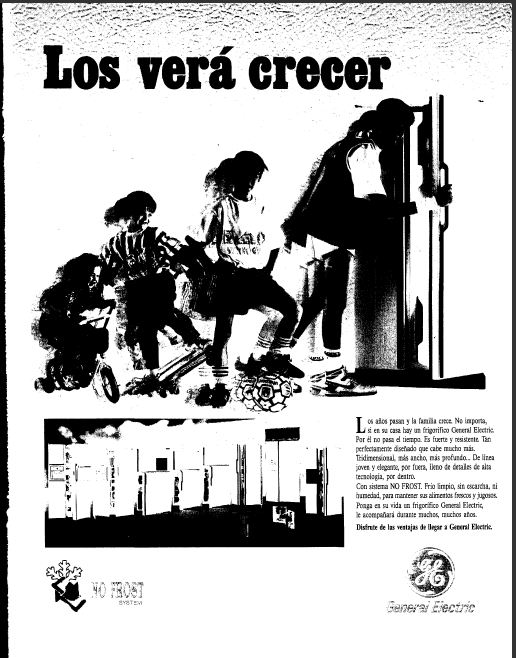 Los verá crecer
Los años pasan y la familia crece. No importa,
si en su casa hay un frigorífico General Electric.
Por él no pasa el tiempo. Es fuerte y resistente. Tan
perfectamente diseñado que cabe mucho más.
Tridimensional, más ancho, más profundo... De línea
joven y elegante, por fuera, lleno de detalles de alta
tecnología, por dentro.
Con sistema NO FROST. Frío limpio, sin escarcha, ni
humedad, para mantener sus alimentos frescos y jugosos.
Ponga en su vida un frigorífico General Electric,
le acompañará durante muchos, muchos años.
Disfrute de las ventajas de llegar a General Electric.
NO FROST
SYSTEM
GE
General Electric